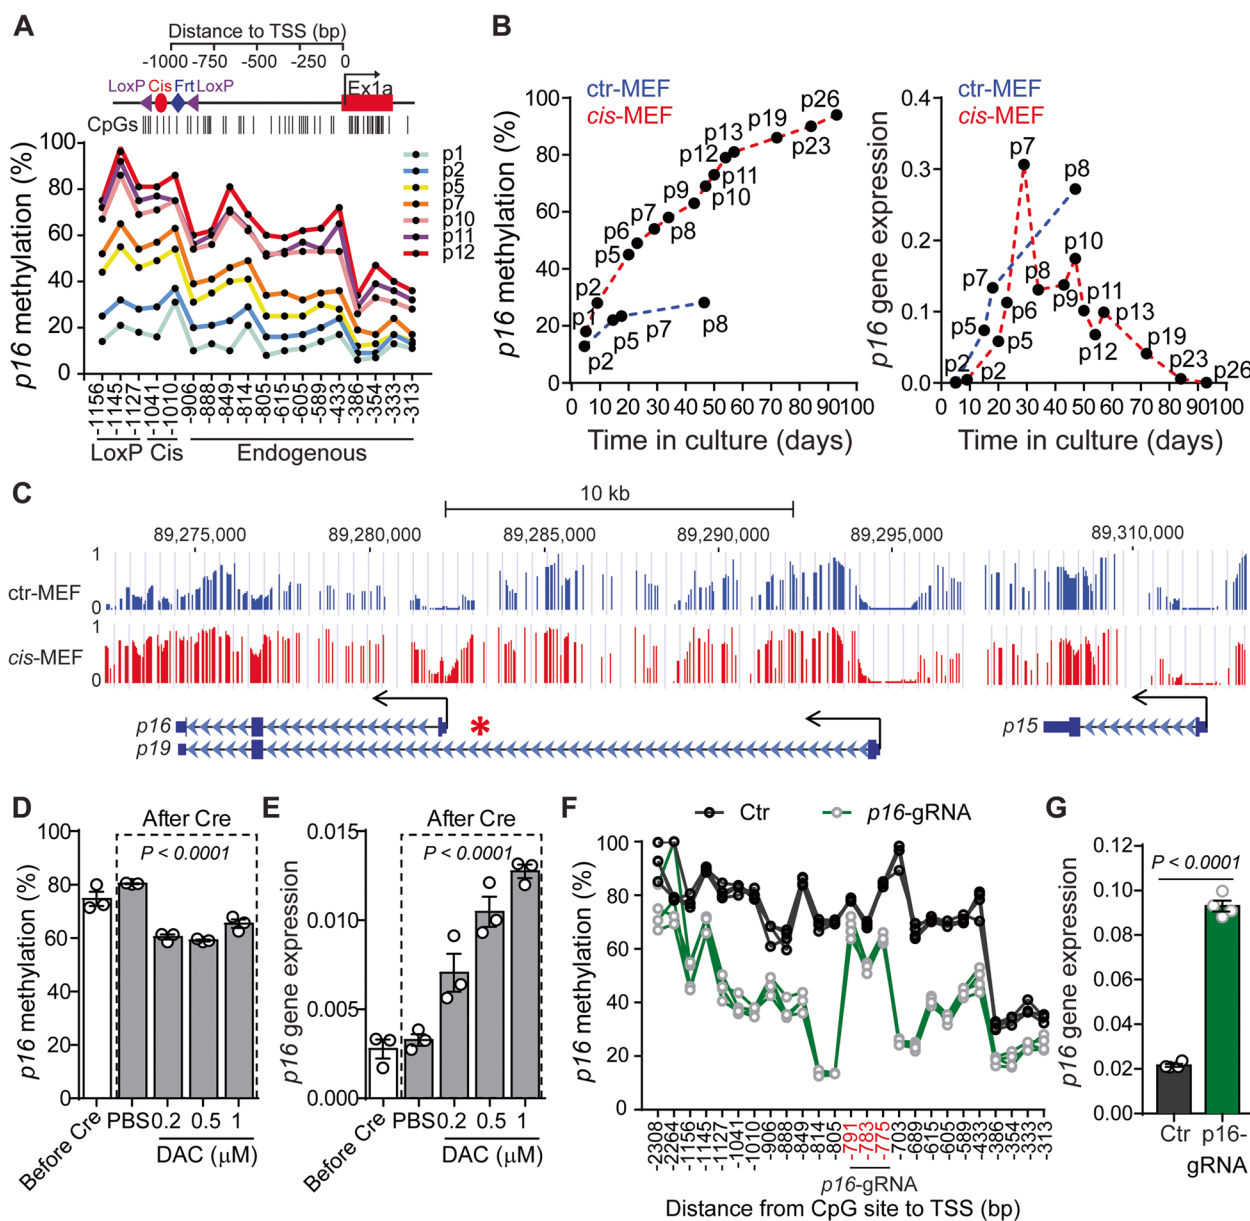 A
Distance to TSS (bp)
-1000 -750 -500 -250 0
LoxP Cis Frt LoxP
Ex1a
CpGs
p16 methylation (%)
100
80
60
40
20
0
p1
p2
p5
p7
p10
p11
p12
-1156 -1145 -1127 -1041 -1010 -906 -888 -849 -814 -805 -615 -605 -589 -433 -386 -354 -333 -313
LoxP Cis Endogenous
B
ctr-MEF
cis-MEF
p16 methylation (%)
100
80
60
40
20
0
p26
p19
p23
p13
p12
p11
p10
p9
p8
p7
p6
p5
p2
p1
p2
p5
p7
p8
0 10 20 30 40 50 60 70 80 90 100
Time in culture (days)
ctr-MEF
cis-MEF
p16 gene expression
0.4
0.3
0.2
0.1
0.0
p7
p8
p10
p7
p8
p9
p11
p13
p6
p5
p5
p12
p19
p2
p2
p23
p26
0 10 20 30 40 50 60 70 80 90 100
Time in culture (days)
C
10 kb
89,275,000 89,280,000 89,285,000 89,290,000 89,295,000 89,310,000
1
ctr-MEF
0
1
cis-MEF
0
p16
*
p15
p19
D
After Cre
P < 0.0001
p16 methylation (%)
100
80
60
40
20
0
Before Cre PBS 0.2 0.5 1
DAC (μM)
E
After Cre
P < 0.0001
p16 gene expression
0.015
0.010
0.005
0.000
Before Cre PBS 0.2 0.5 1
DAC (μM)
F
Ctr p16-gRNA
p16 methylation (%)
100
80
60
40
20
0
-2308 -2264 -1156 -1145 -1127 -1041 -1010 -906 -888 -849 -814 -805 -791 -783 -775 -703 -689 -615 -605 -589 -433 -386 -354 -333 -313
p16-gRNA
Distance from CpG site to TSS (bp)
G
P < 0.0001
p16 gene expression
0.12
0.10
0.08
0.06
0.04
0.02
0.00
Ctr p16-
gRNA